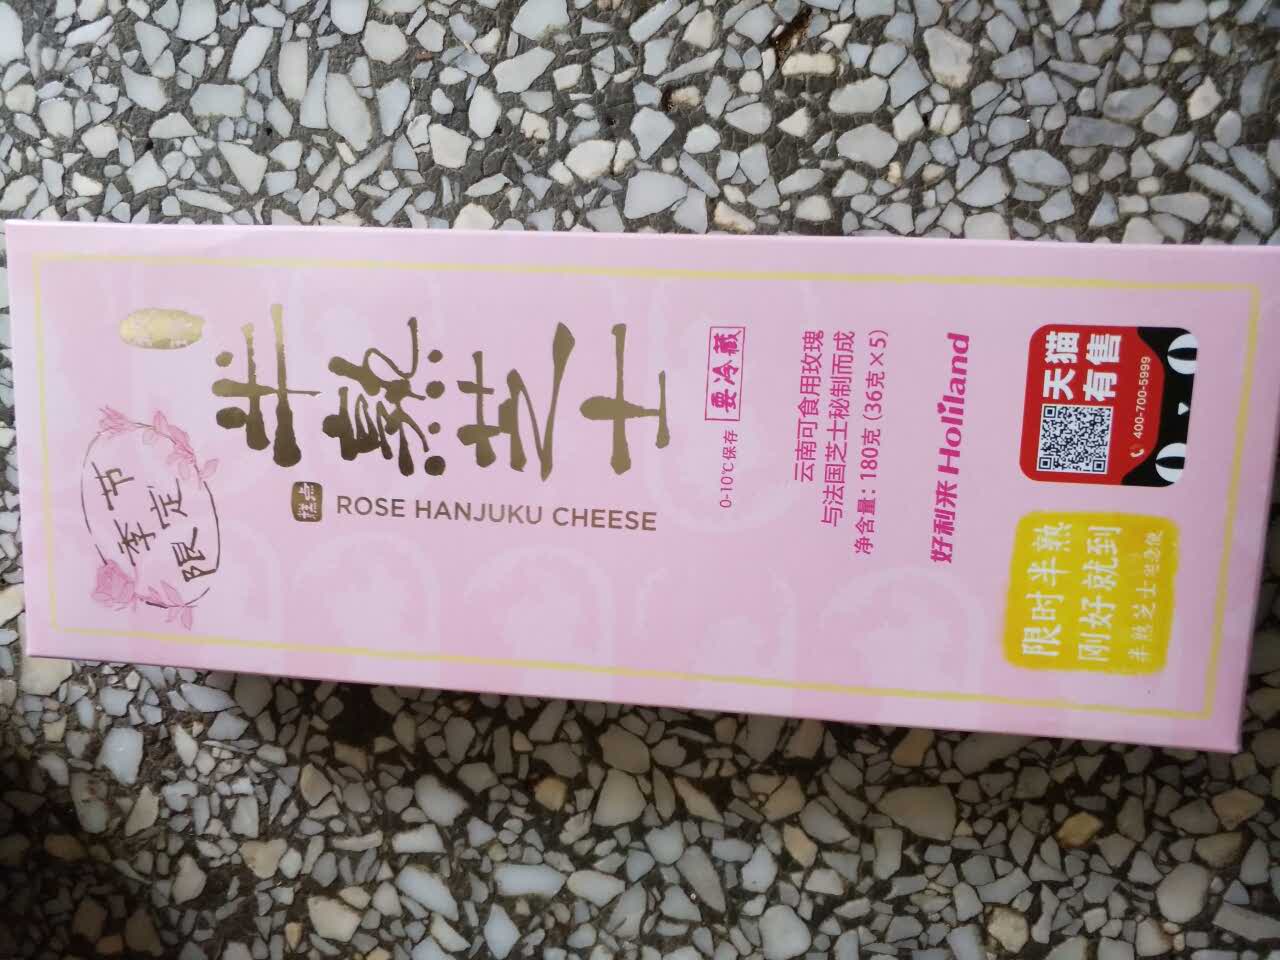 季节
限定
半熟芝士
糕点
ROSE HANJUKU CHEESE
0-10℃保存
要冷藏
云南可食用玫瑰
与法国芝士秘制而成
净含量：180克（36克×5）
好利来 Holiland
天猫
有售
400-700-5999
限时半熟
刚好就到
半熟芝士